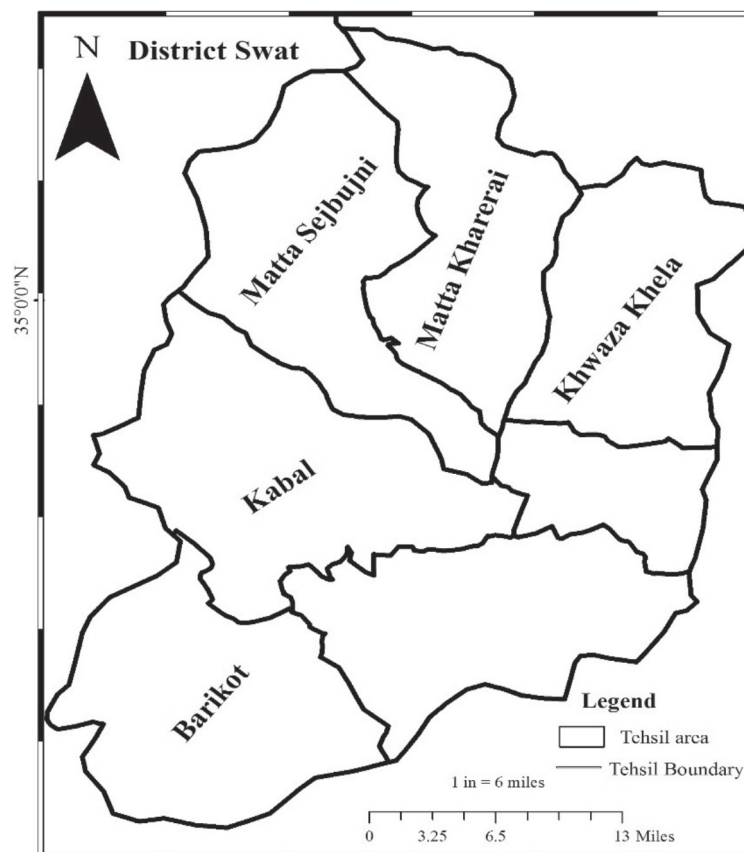 N
District Swat
Matta Sejbujni
Matta Kharerai
Khwaza Khela
35°0'0"N
Kabal
Barikot
Legend
Tehsil area
Tehsil Boundary
1 in = 6 miles
0 3.25 6.5 13 Miles